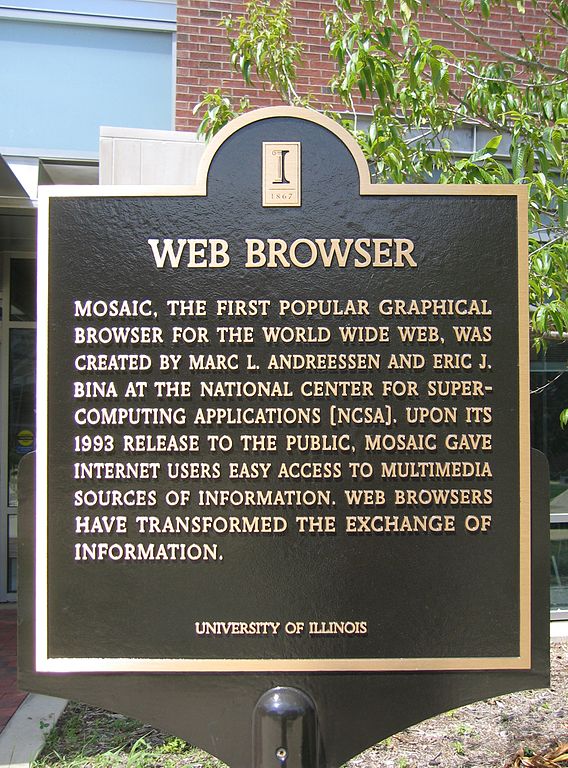 I
1867
WEB BROWSER
MOSAIC, THE FIRST POPULAR GRAPHICAL
BROWSER FOR THE WORLD WIDE WEB, WAS
CREATED BY MARC L. ANDREESSEN AND ERIC J.
BINA AT THE NATIONAL CENTER FOR SUPER-
COMPUTING APPLICATIONS (NCSA). UPON ITS
1993 RELEASE TO THE PUBLIC, MOSAIC GAVE
INTERNET USERS EASY ACCESS TO MULTIMEDIA
SOURCES OF INFORMATION. WEB BROWSERS
HAVE TRANSFORMED THE EXCHANGE OF
INFORMATION.
UNIVERSITY OF ILLINOIS